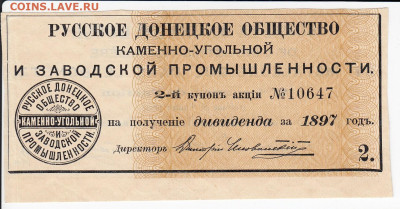 COINS.LAVE.RU
РУССКОЕ ДОНЕЦКОЕ ОБЩЕСТВО
КАМЕННО-УГОЛЬНОЙ
И ЗАВОДСКОЙ ПРОМЫШЛЕННОСТИ.
2-й купонъ акціи №10647
на полученіе дивиденда за 1897 годъ.
Директоръ
2.
РУССКОЕ ДОНЕЦКОЕ
ОБЩЕСТВО
КАМЕННО-УГОЛЬНОЙ
И
ЗАВОДСКОЙ
ПРОМЫШЛЕННОСТИ.